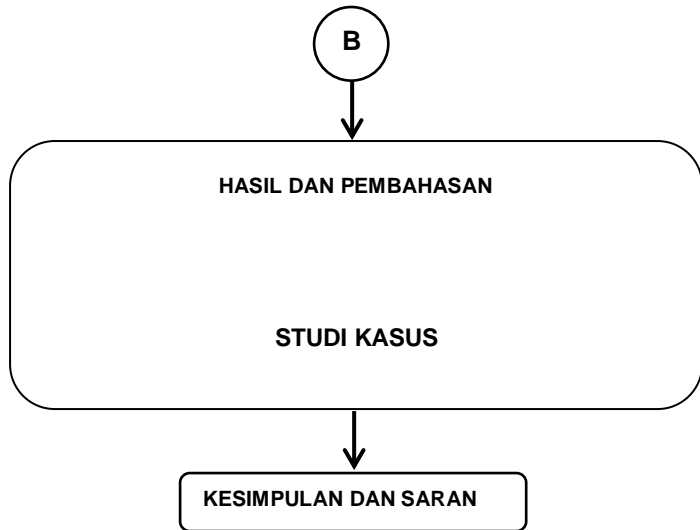 B
HASIL DAN PEMBAHASAN
STUDI KASUS
KESIMPULAN DAN SARAN